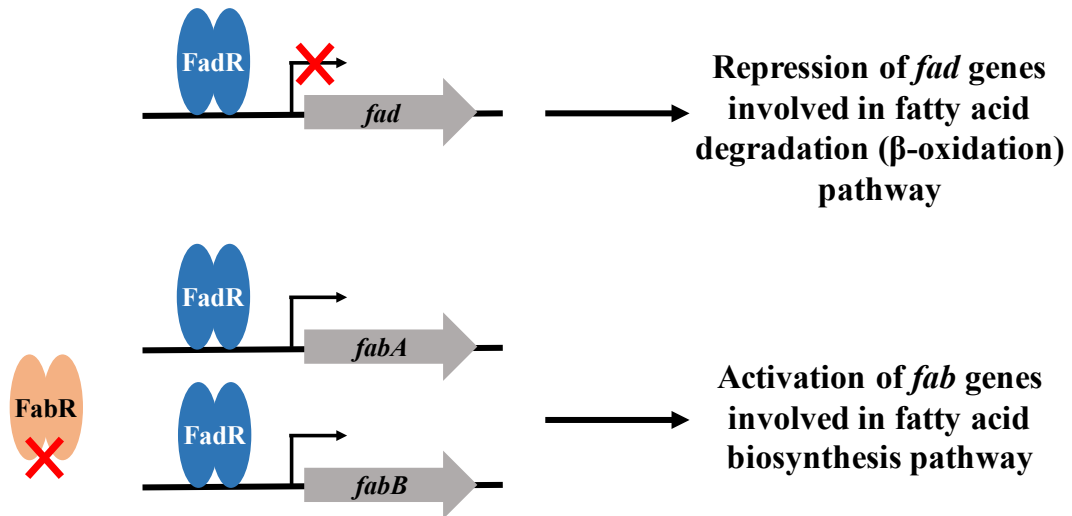 FadR
fad
Repression of fad genes
involved in fatty acid
degradation (β-oxidation)
pathway
FadR
fabA
FabR
FadR
fabB
Activation of fab genes
involved in fatty acid
biosynthesis pathway